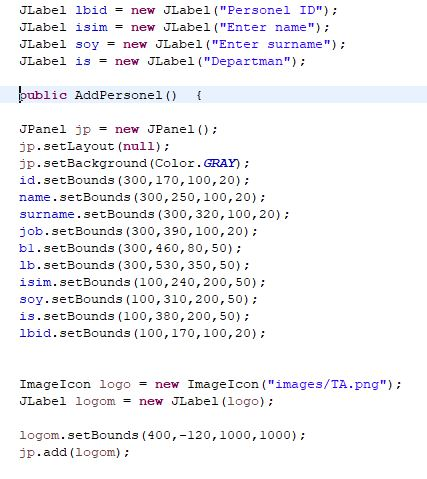 JLabel lbid = new JLabel("Personel ID");
JLabel isim = new JLabel("Enter name");
JLabel soy = new JLabel("Enter surname");
JLabel is = new JLabel("Departman");
public AddPersonel()  {
JPanel jp = new JPanel();
jp.setLayout(null);
jp.setBackground(Color.GRAY);
id.setBounds(300,170,100,20);
name.setBounds(300,250,100,20);
surname.setBounds(300,320,100,20);
job.setBounds(300,390,100,20);
bl.setBounds(300,460,80,50);
lb.setBounds(300,530,350,50);
isim.setBounds(100,240,200,50);
soy.setBounds(100,310,200,50);
is.setBounds(100,380,200,50);
lbid.setBounds(100,170,100,20);
ImageIcon logo = new ImageIcon("images/TA.png");
JLabel logom = new JLabel(logo);
logom.setBounds(400,-120,1000,1000);
jp.add(logom);